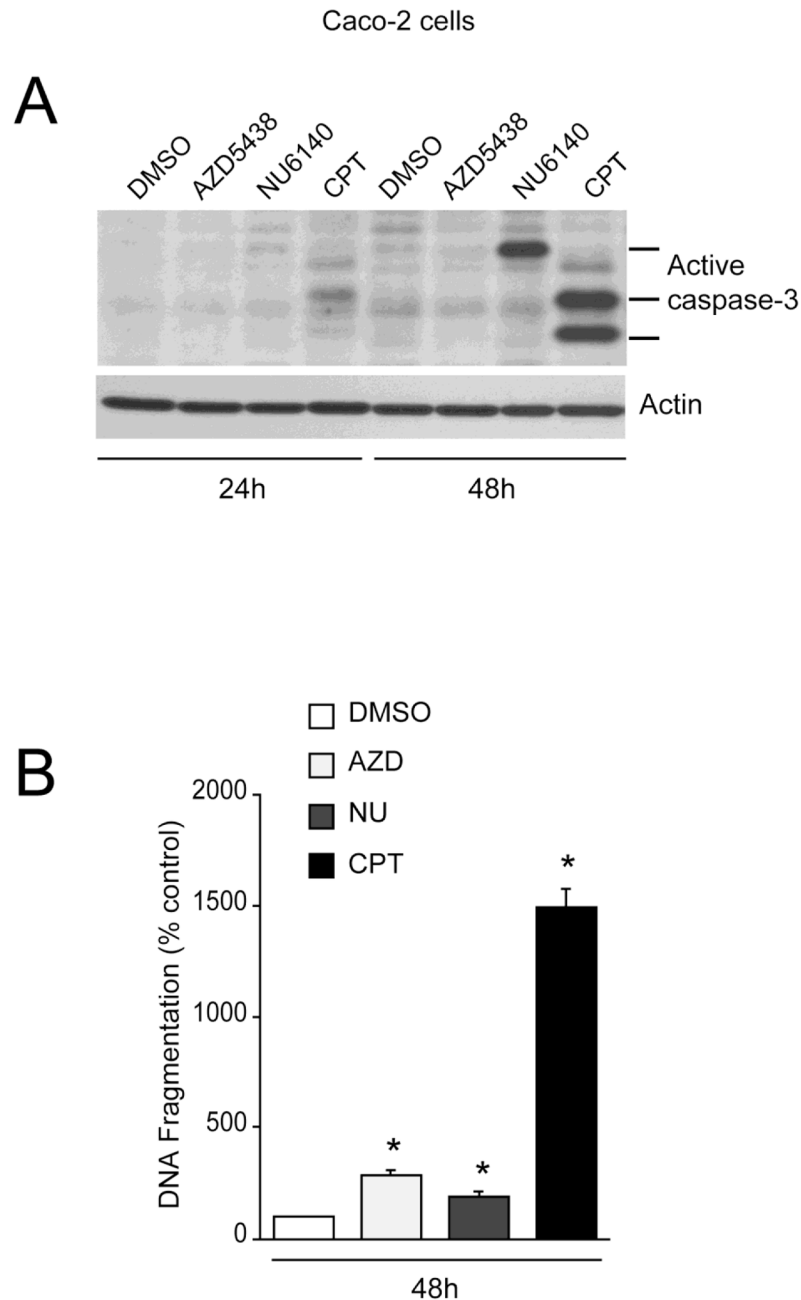 Caco-2 cells
A
DMSO AZD5438 NU6140 CPT DMSO AZD5438 NU6140 CPT
Active
caspase-3
Actin
24h 48h
B
DMSO
AZD
NU
CPT
DNA Fragmentation (% control)
2000
1500
1000
500
0
* * *
48h